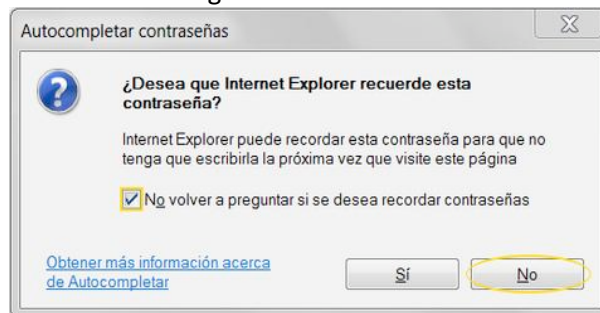 Autocompletar contraseñas
¿Desea que Internet Explorer recuerde esta
contraseña?
Internet Explorer puede recordar esta contraseña para que no
tenga que escribirla la próxima vez que visite este página
No volver a preguntar si se desea recordar contraseñas
Obtener más información acerca
de Autocompletar
Sí
No